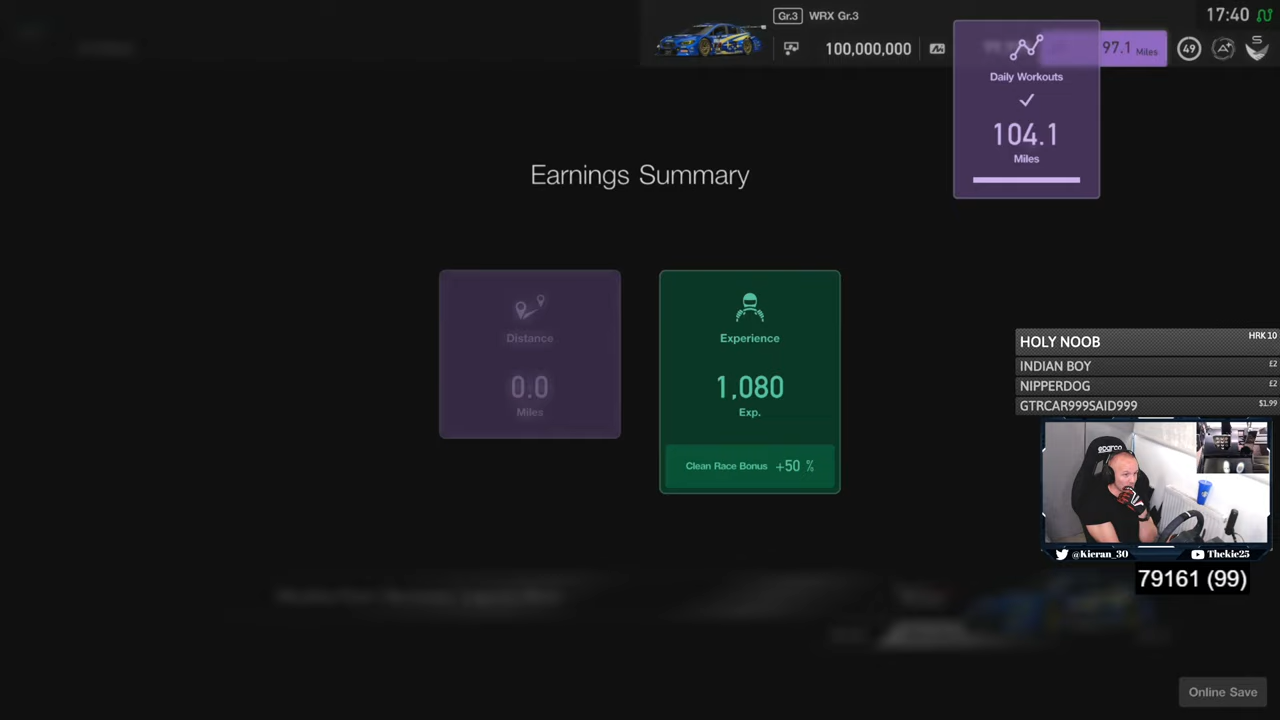 Gr.3 WRX Gr.3
17:40
100,000,000
97.1 Miles
49
A+
S
Daily Workouts
104.1
Miles
Earnings Summary
Distance
0.0
Miles
Experience
1,080
Exp.
Clean Race Bonus +50 %
HOLY NOOB HRK 10
INDIAN BOY £2
NIPPERDOG £2
GTRCAR999SAID999 $1.99
sparco
@Kieran_30 Thekie25
79161 (99)
Online Save